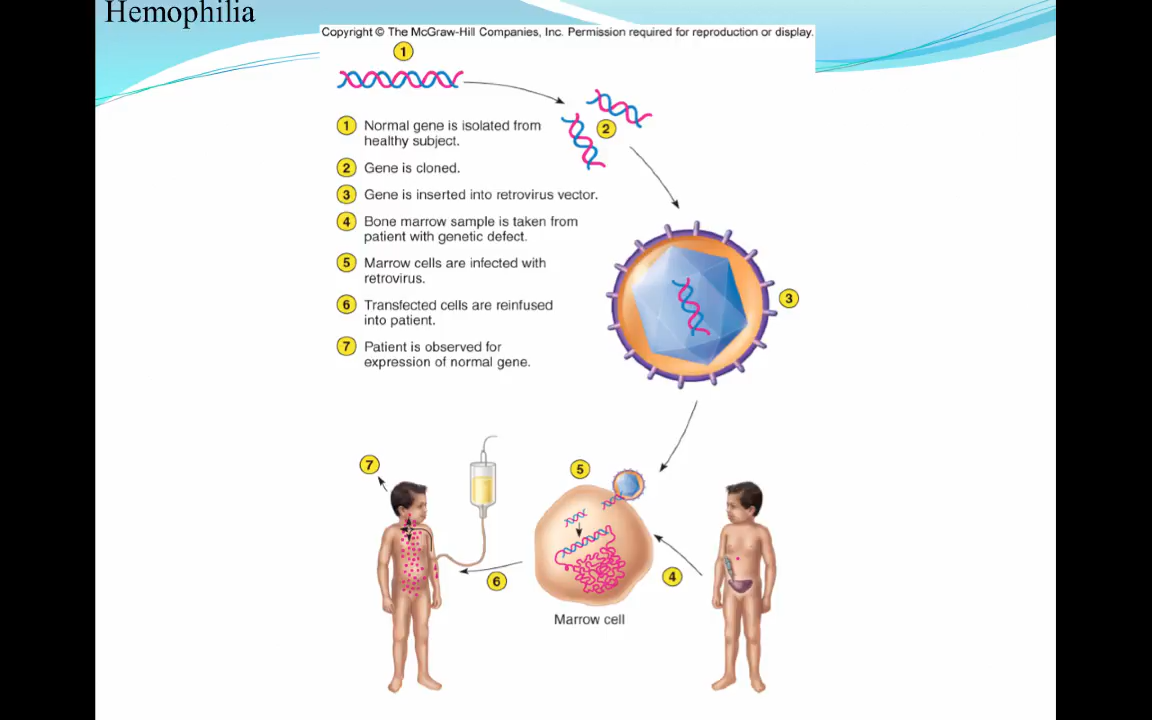 Hemophilia
Copyright © The McGraw-Hill Companies, Inc. Permission required for reproduction or display.
1
2
1 Normal gene is isolated from
healthy subject.
2 Gene is cloned.
3 Gene is inserted into retrovirus vector.
4 Bone marrow sample is taken from
patient with genetic defect.
5 Marrow cells are infected with
retrovirus.
6 Transfected cells are reinfused
into patient.
7 Patient is observed for
expression of normal gene.
3
7
5
6
4
Marrow cell